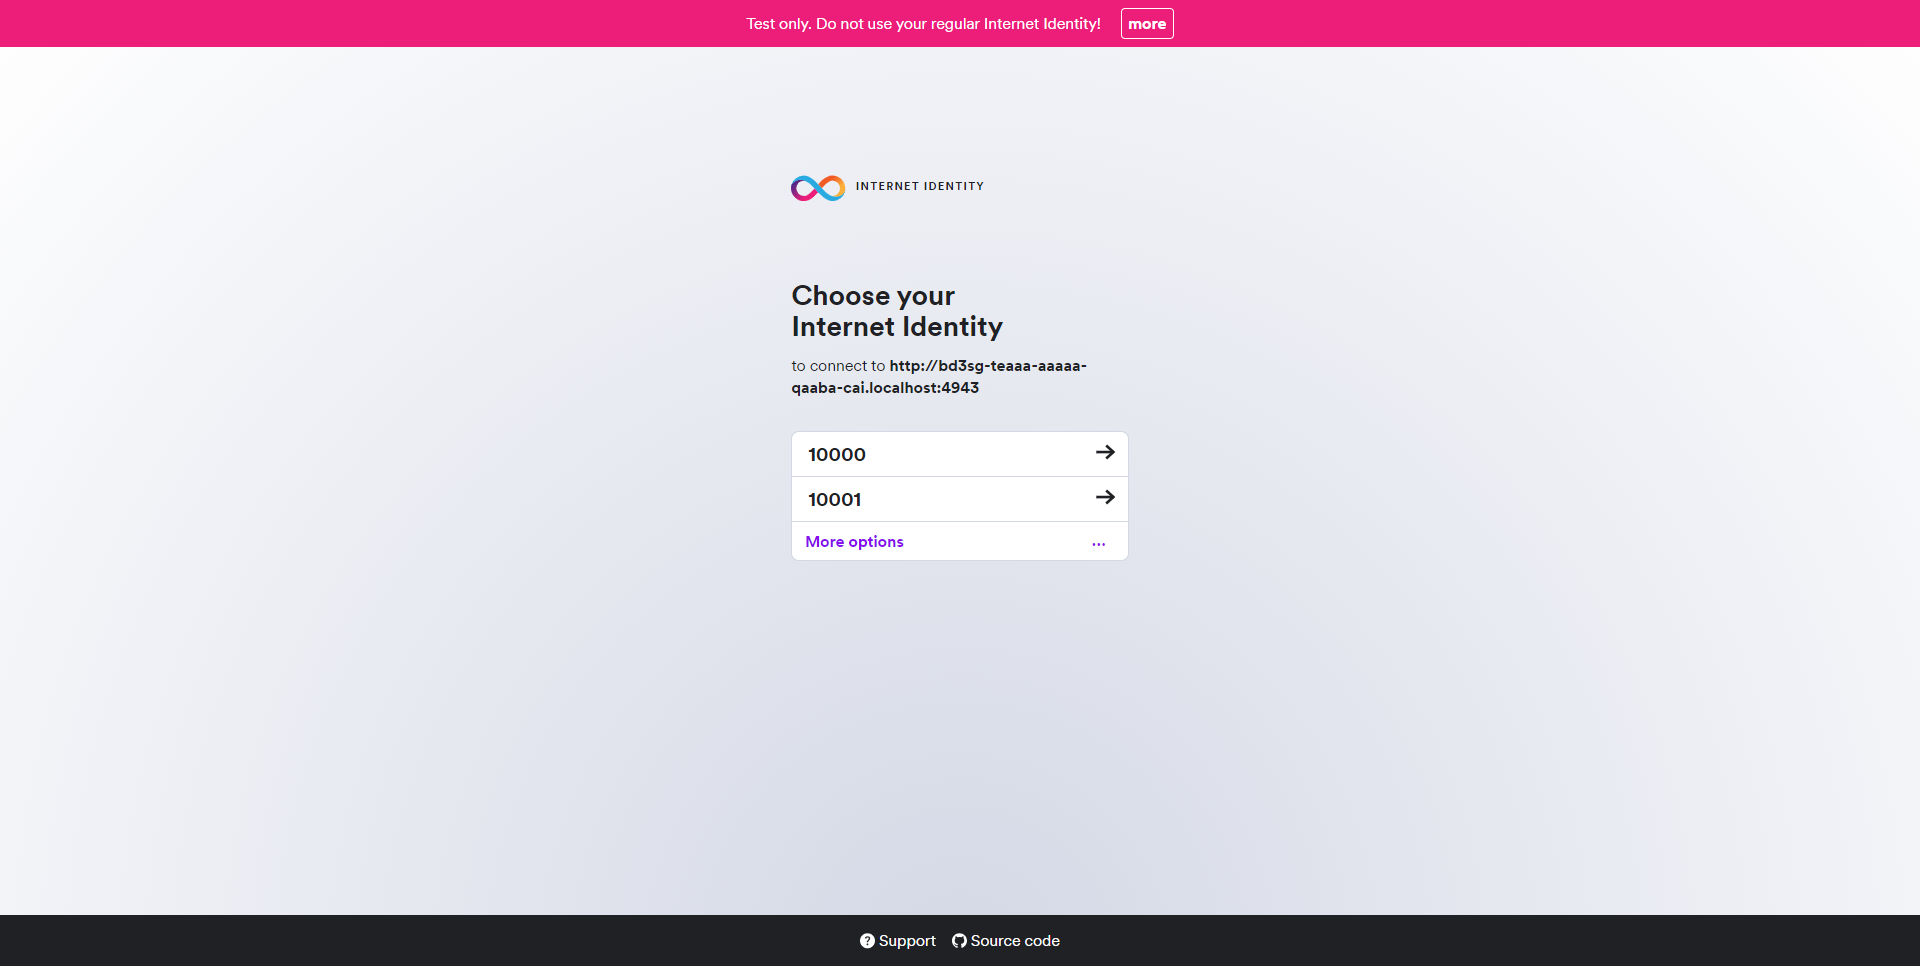 Test only. Do not use your regular Internet Identity! more
INTERNET IDENTITY
Choose your
Internet Identity
to connect to http://bd3sg-teaaa-aaaaa-
qaaba-cai.localhost:4943
10000
10001
More options ...
Support Source code